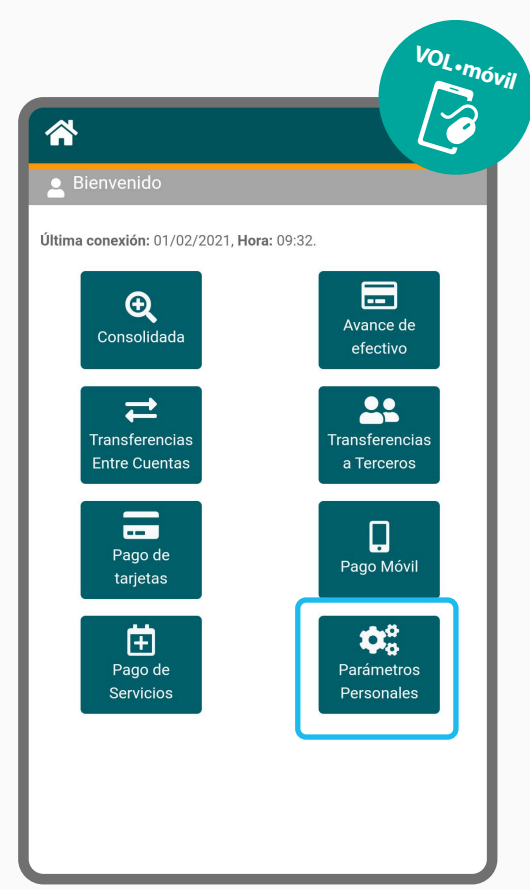 VOL•móvil
Bienvenido
Última conexión: 01/02/2021, Hora: 09:32.
Consolidada
Avance de
efectivo
Transferencias
Entre Cuentas
Transferencias
a Terceros
Pago de
tarjetas
Pago Móvil
Pago de
Servicios
Parámetros
Personales